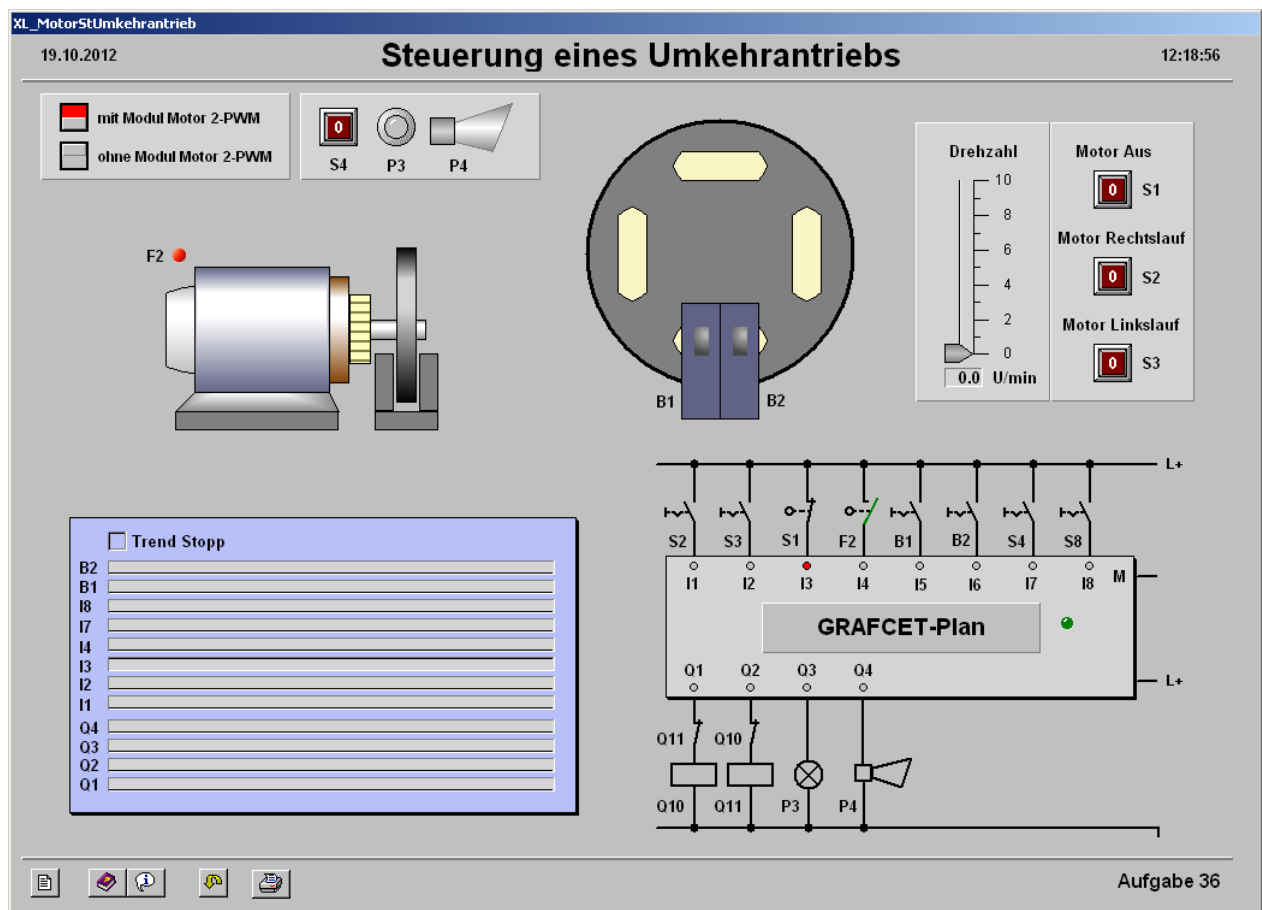 XL_MotorStUmkehrantrieb
19.10.2012
Steuerung eines Umkehrantriebs
12:18:56
mit Modul Motor 2-PWM
ohne Modul Motor 2-PWM
0
S4 P3 P4
F2
B1 B2
Drehzahl
10
8
6
4
2
0
0.0 U/min
Motor Aus
0 S1
Motor Rechtslauf
0 S2
Motor Linkslauf
0 S3
Trend Stopp
B2
B1
I8
I7
I4
I3
I2
I1
Q4
Q3
Q2
Q1
L+
S2 S3 S1 F2 B1 B2 S4 S8
I1 I2 I3 I4 I5 I6 I7 I8 M
GRAFCET-Plan
Q1 Q2 Q3 Q4
L+
Q11 Q10
Q10 Q11 P3 P4
Aufgabe 36